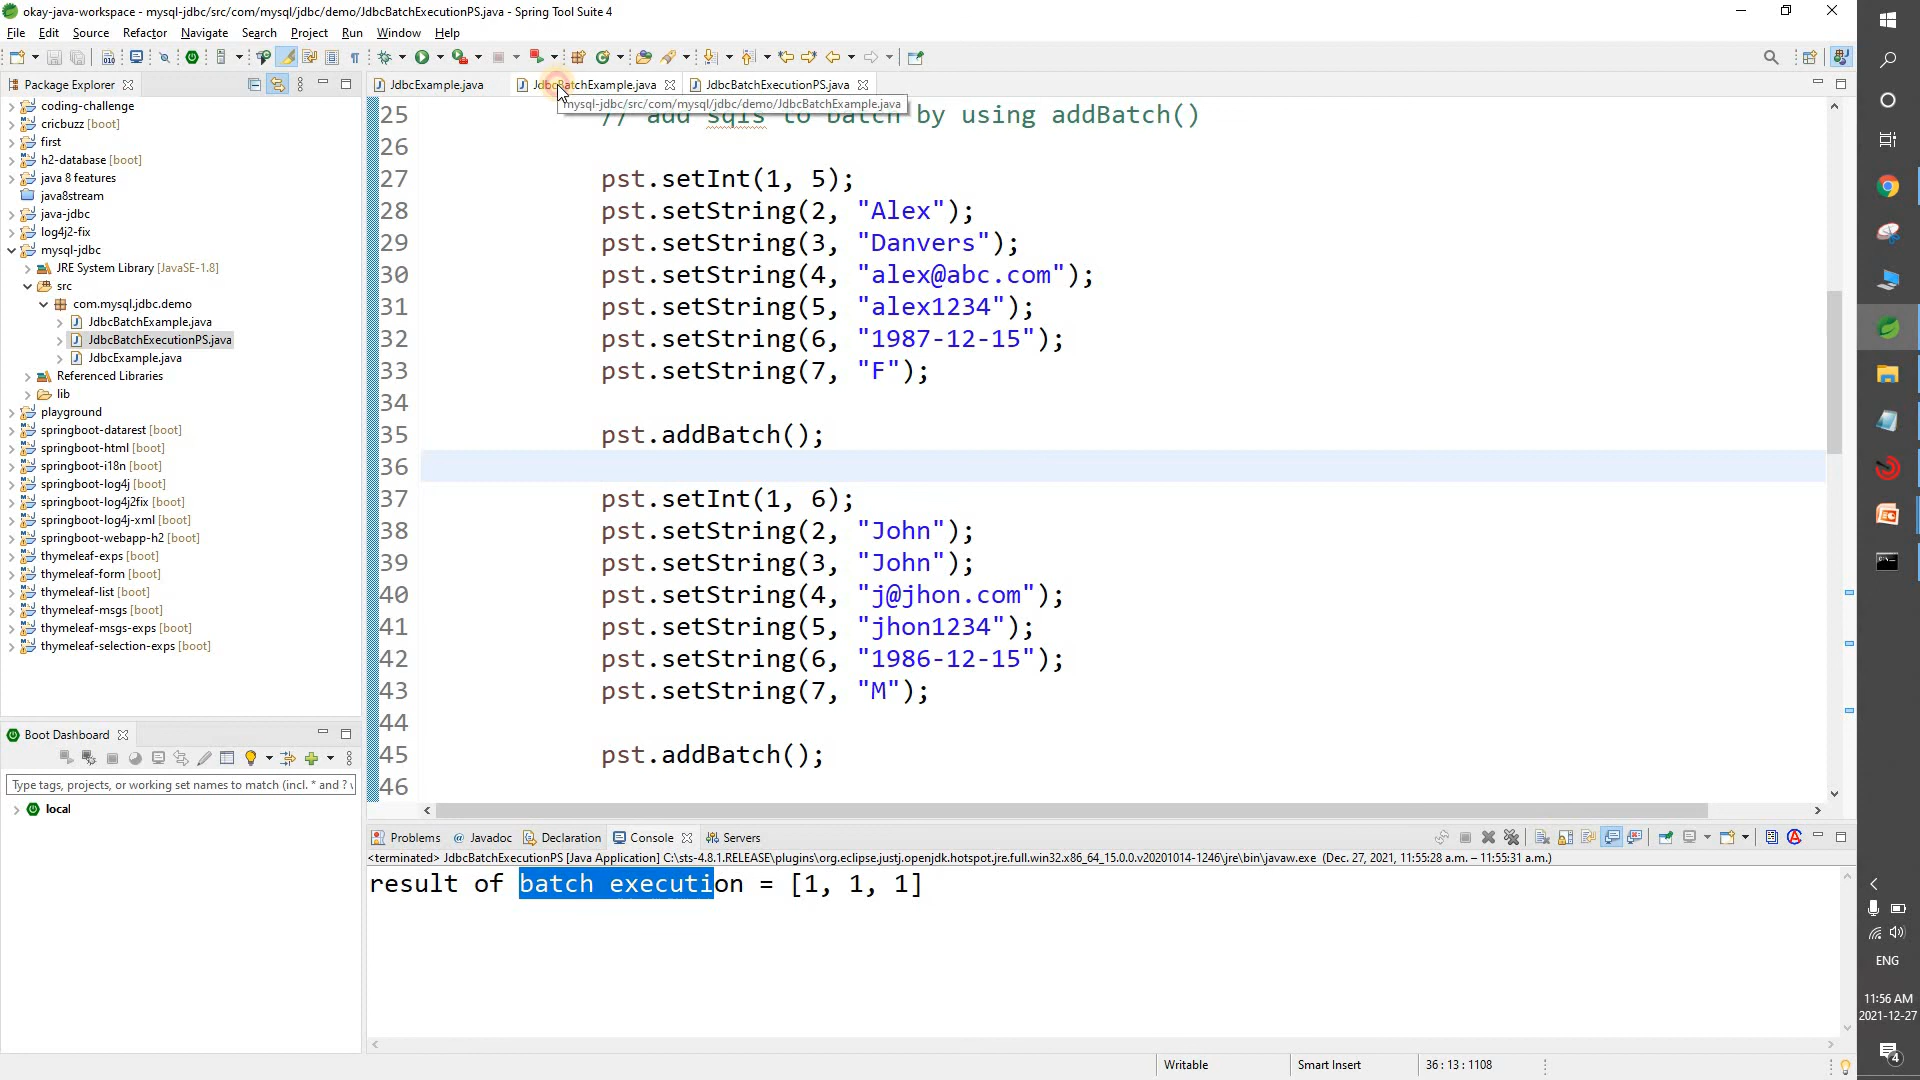 okay-java-workspace - mysql-jdbc/src/com/mysql/jdbc/demo/JdbcBatchExecutionPS.java - Spring Tool Suite 4
File Edit Source Refactor Navigate Search Project Run Window Help
Package Explorer
coding-challenge
cricbuzz [boot]
first
h2-database [boot]
java 8 features
java8stream
java-jdbc
log4j2-fix
mysql-jdbc
JRE System Library [JavaSE-1.8]
src
com.mysql.jdbc.demo
JdbcBatchExample.java
JdbcBatchExecutionPS.java
JdbcExample.java
Referenced Libraries
lib
playground
springboot-datarest [boot]
springboot-html [boot]
springboot-i18n [boot]
springboot-log4j [boot]
springboot-log4j2fix [boot]
springboot-log4j-xml [boot]
springboot-webapp-h2 [boot]
thymeleaf-exps [boot]
thymeleaf-form [boot]
thymeleaf-list [boot]
thymeleaf-msgs [boot]
thymeleaf-msgs-exps [boot]
thymeleaf-selection-exps [boot]
Boot Dashboard
Type tags, projects, or working set names to match (incl. * and ?
local
JdbcExample.java JdbcBatchExample.java JdbcBatchExecutionPS.java
mysql-jdbc/src/com/mysql/jdbc/demo/JdbcBatchExample.java
25 // add sqls to batch by using addBatch()
26
27 pst.setInt(1, 5);
28 pst.setString(2, "Alex");
29 pst.setString(3, "Danvers");
30 pst.setString(4, "alex@abc.com");
31 pst.setString(5, "alex1234");
32 pst.setString(6, "1987-12-15");
33 pst.setString(7, "F");
34
35 pst.addBatch();
36
37 pst.setInt(1, 6);
38 pst.setString(2, "John");
39 pst.setString(3, "John");
40 pst.setString(4, "j@jhon.com");
41 pst.setString(5, "jhon1234");
42 pst.setString(6, "1986-12-15");
43 pst.setString(7, "M");
44
45 pst.addBatch();
46
Problems Javadoc Declaration Console Servers
<terminated> JdbcBatchExecutionPS [Java Application] C:\sts-4.8.1.RELEASE\plugins\org.eclipse.justj.openjdk.hotspot.jre.full.win32.x86_64_15.0.0.v20201014-1246\jre\bin\javaw.exe (Dec. 27, 2021, 11:55:28 a.m. – 11:55:31 a.m.)
result of batch execution = [1, 1, 1]
Writable Smart Insert 36 : 13 : 1108
ENG
11:56 AM
2021-12-27
4